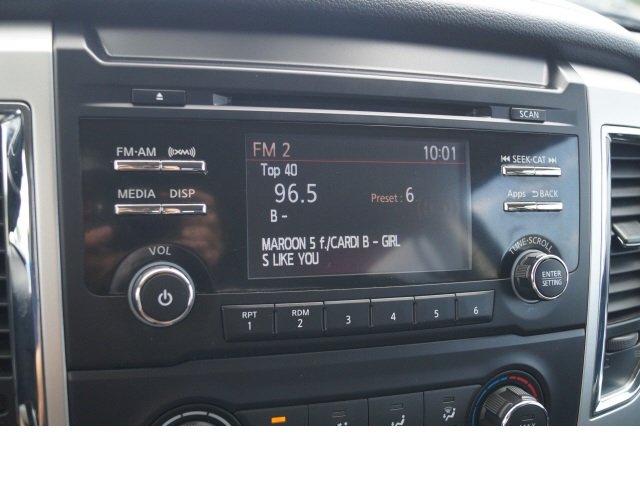 SCAN
FM·AM ((XM))
MEDIA DISP
FM 2 10:01
Top 40
96.5 Preset : 6
B -
MAROON 5 f./CARDI B - GIRL
S LIKE YOU
SEEK·CAT
Apps BACK
VOL
TUNE·SCROLL
ENTER
SETTING
RPT
1
RDM
2
3
4
5
6